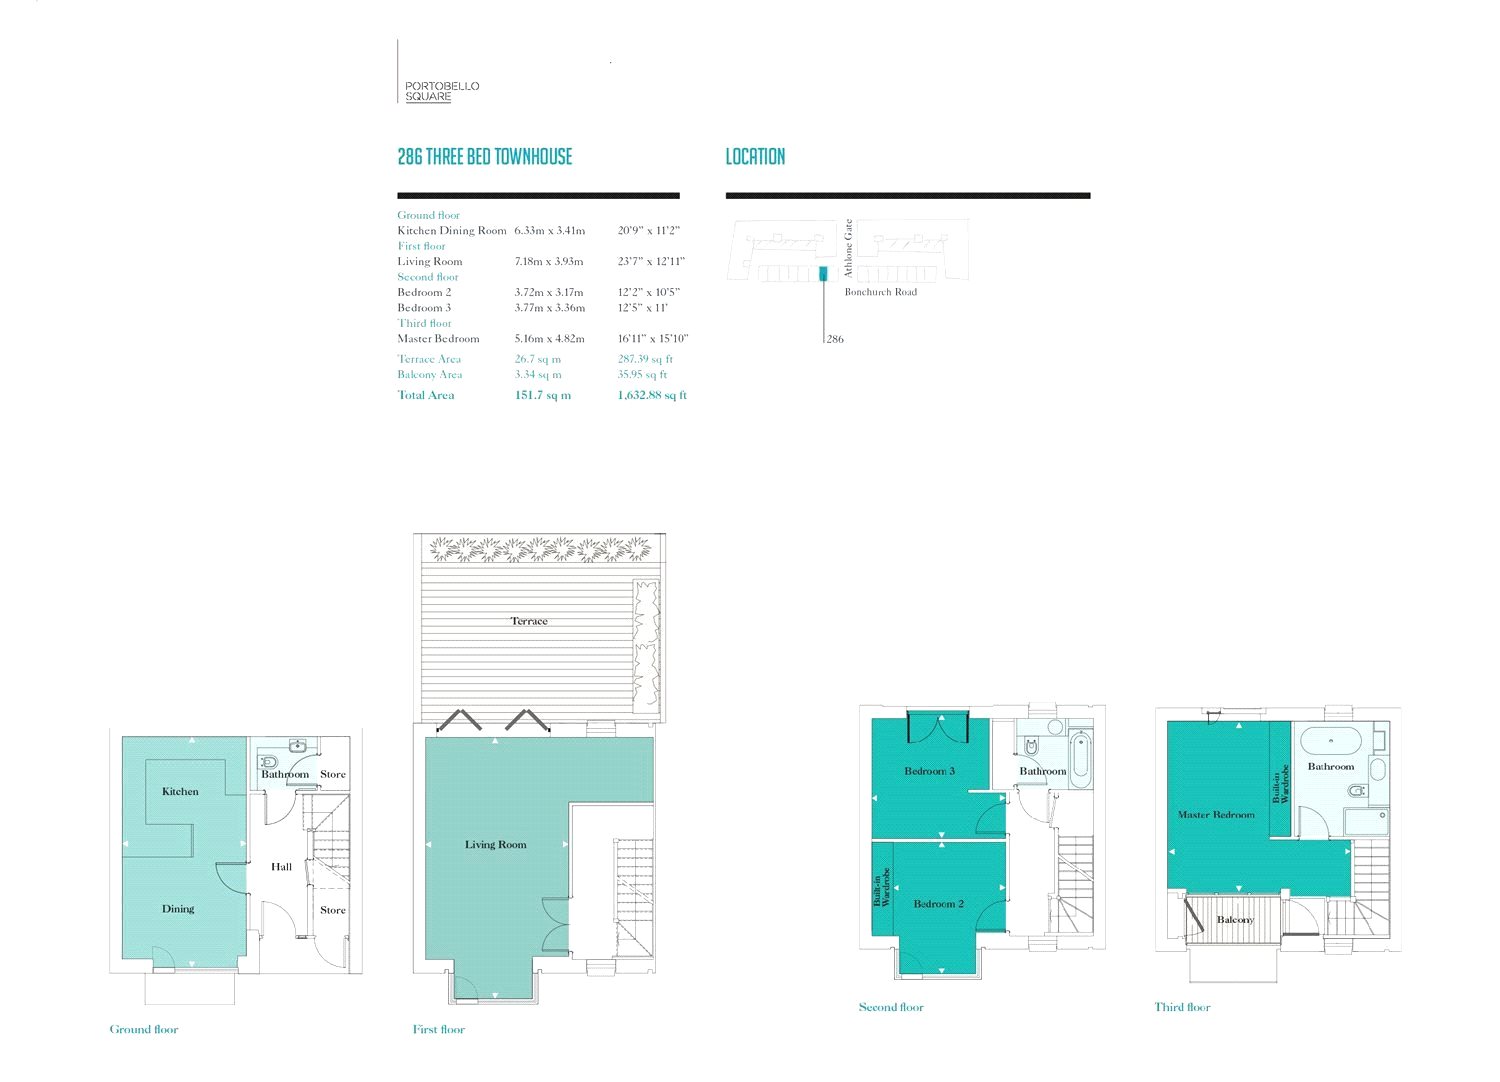 PORTOBELLO
SQUARE
286 THREE BED TOWNHOUSE
Ground floor
Kitchen Dining Room 6.33m x 3.41m 20'9" x 11'2"
First floor
Living Room 7.18m x 3.93m 23'7" x 12'11"
Second floor
Bedroom 2 3.72m x 3.17m 12'2" x 10'5"
Bedroom 3 3.77m x 3.36m 12'5" x 11'
Third floor
Master Bedroom 5.16m x 4.82m 16'11" x 15'10"
Terrace Area 26.7 sq m 287.39 sq ft
Balcony Area 3.34 sq m 35.95 sq ft
Total Area 151.7 sq m 1,632.88 sq ft
LOCATION
Athlone Gate
Bonchurch Road
286
Kitchen
Bathroom
Store
Hall
Dining
Store
Ground floor
Terrace
Living Room
First floor
Bedroom 3
Bathroom
Built-in
Wardrobe
Bedroom 2
Second floor
Built-in
Wardrobe
Bathroom
Master Bedroom
Balcony
Third floor